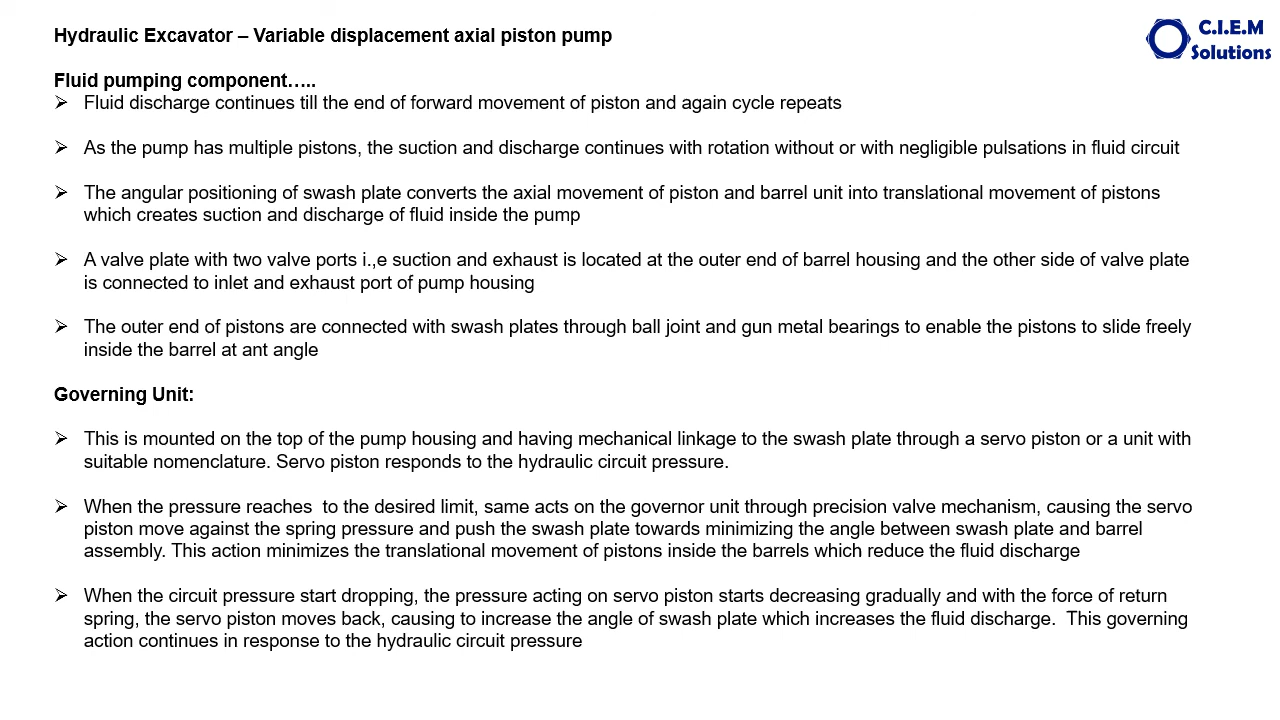 Hydraulic Excavator – Variable displacement axial piston pump
C.I.E.M
Solutions
Fluid pumping component…..
➢ Fluid discharge continues till the end of forward movement of piston and again cycle repeats
➢ As the pump has multiple pistons, the suction and discharge continues with rotation without or with negligible pulsations in fluid circuit
➢ The angular positioning of swash plate converts the axial movement of piston and barrel unit into translational movement of pistons
which creates suction and discharge of fluid inside the pump
➢ A valve plate with two valve ports i.,e suction and exhaust is located at the outer end of barrel housing and the other side of valve plate
is connected to inlet and exhaust port of pump housing
➢ The outer end of pistons are connected with swash plates through ball joint and gun metal bearings to enable the pistons to slide freely
inside the barrel at ant angle
Governing Unit:
➢ This is mounted on the top of the pump housing and having mechanical linkage to the swash plate through a servo piston or a unit with
suitable nomenclature. Servo piston responds to the hydraulic circuit pressure.
➢ When the pressure reaches  to the desired limit, same acts on the governor unit through precision valve mechanism, causing the servo
piston move against the spring pressure and push the swash plate towards minimizing the angle between swash plate and barrel
assembly. This action minimizes the translational movement of pistons inside the barrels which reduce the fluid discharge
➢ When the circuit pressure start dropping, the pressure acting on servo piston starts decreasing gradually and with the force of return
spring, the servo piston moves back, causing to increase the angle of swash plate which increases the fluid discharge.  This governing
action continues in response to the hydraulic circuit pressure